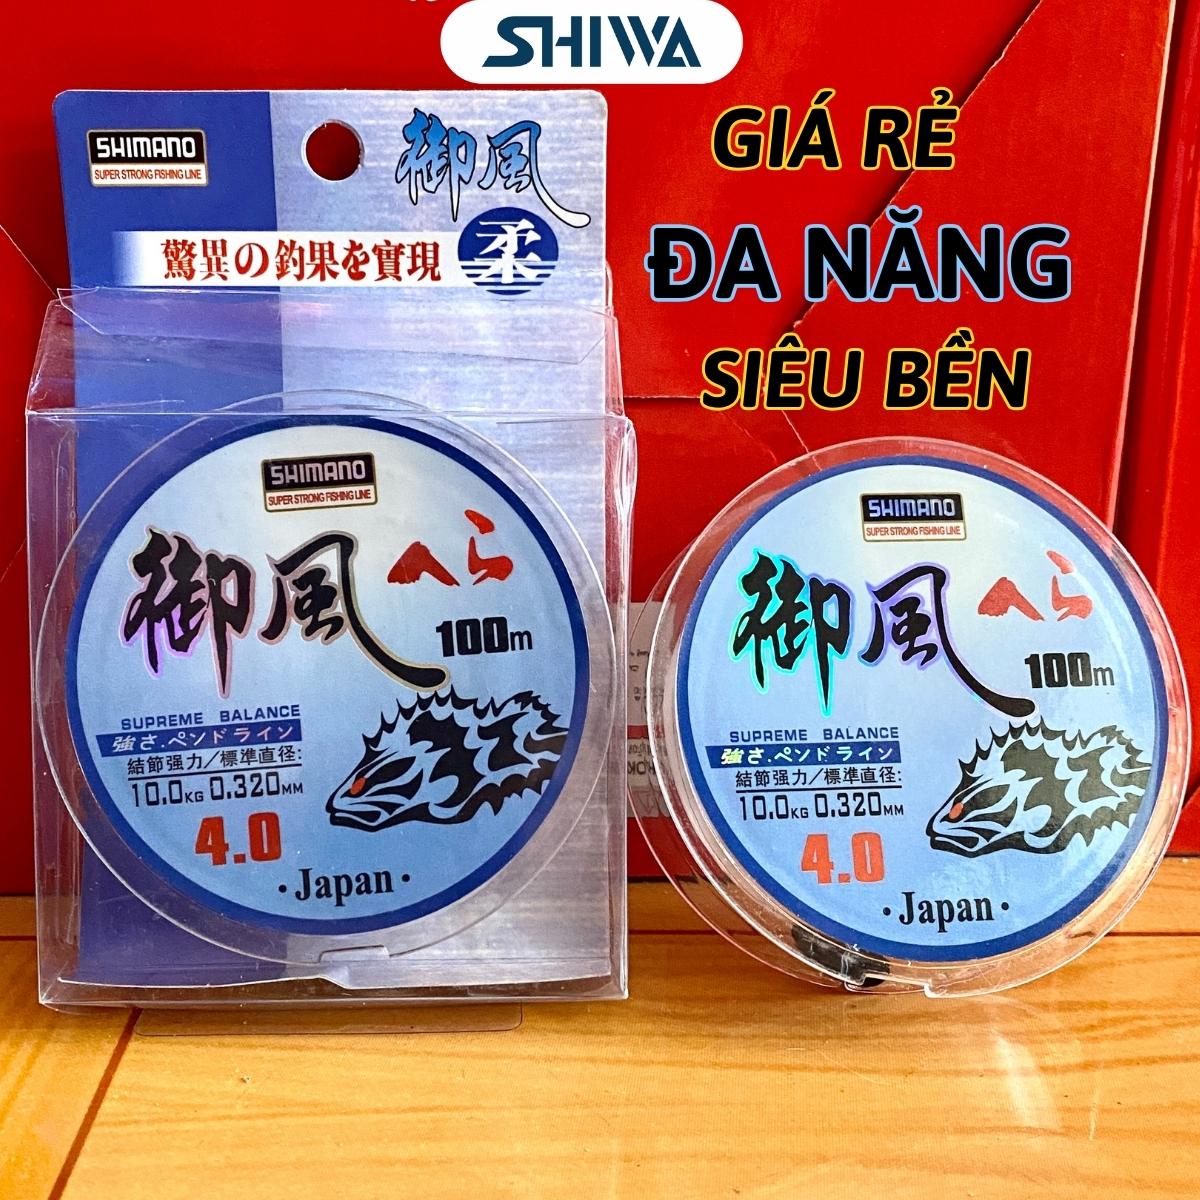 SHIWA
GIÁ RẺ
ĐA NĂNG
SIÊU BỀN
SHIMANO
SUPER STRONG FISHING LINE
御風
驚異の釣果を實現
柔
SHIMANO
SUPER STRONG FISHING LINE
御風
へら
100m
SUPREME BALANCE
強さ.ペンドライン
結節强力/標準直徑:
10.0KG 0.320MM
4.0
·Japan·
SHIMANO
SUPER STRONG FISHING LINE
御風
へら
100m
SUPREME BALANCE
強さ.ペンドライン
結節强力/標準直徑:
10.0KG 0.320MM
4.0
·Japan·